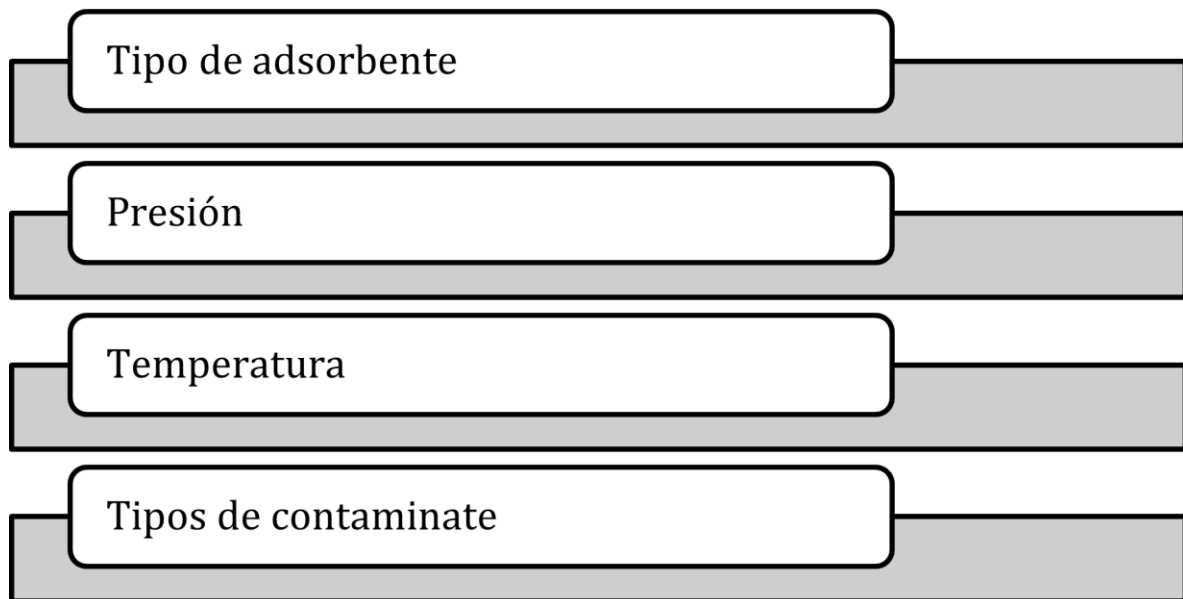 Tipo de adsorbente
Presión
Temperatura
Tipos de contaminate